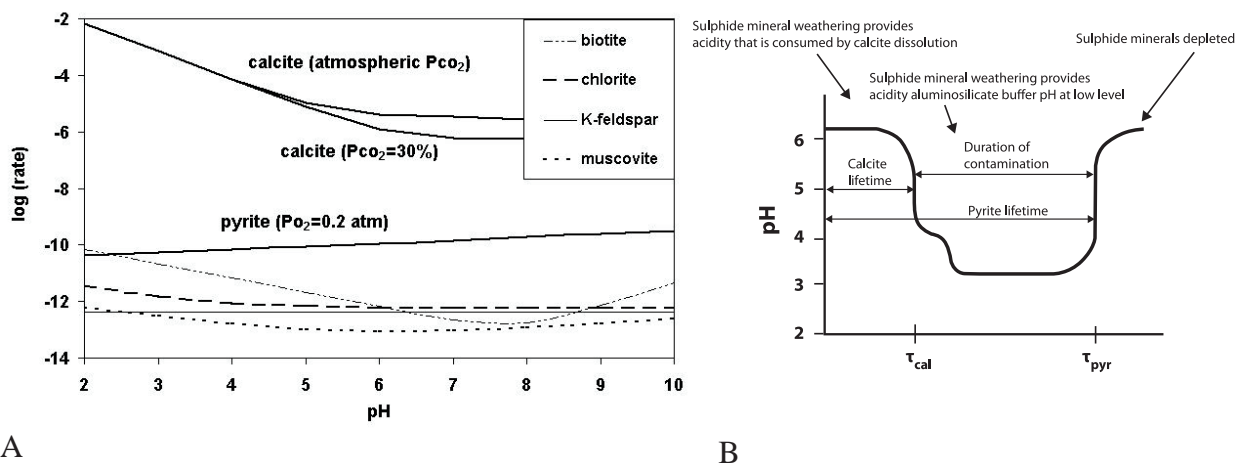 -2
-4
-6
-8
-10
-12
-14
log (rate)
2 3 4 5 6 7 8 9 10
pH
calcite (atmospheric Pco₂)
calcite (Pco₂=30%)
pyrite (Po₂=0.2 atm)
biotite
chlorite
K-feldspar
muscovite
A
Sulphide mineral weathering provides
acidity that is consumed by calcite dissolution
Sulphide minerals depleted
Sulphide mineral weathering provides
acidity aluminosilicate buffer pH at low level
6
5
4
3
2
pH
Calcite
lifetime
Duration of
contamination
Pyrite lifetime
τcal
τpyr
B